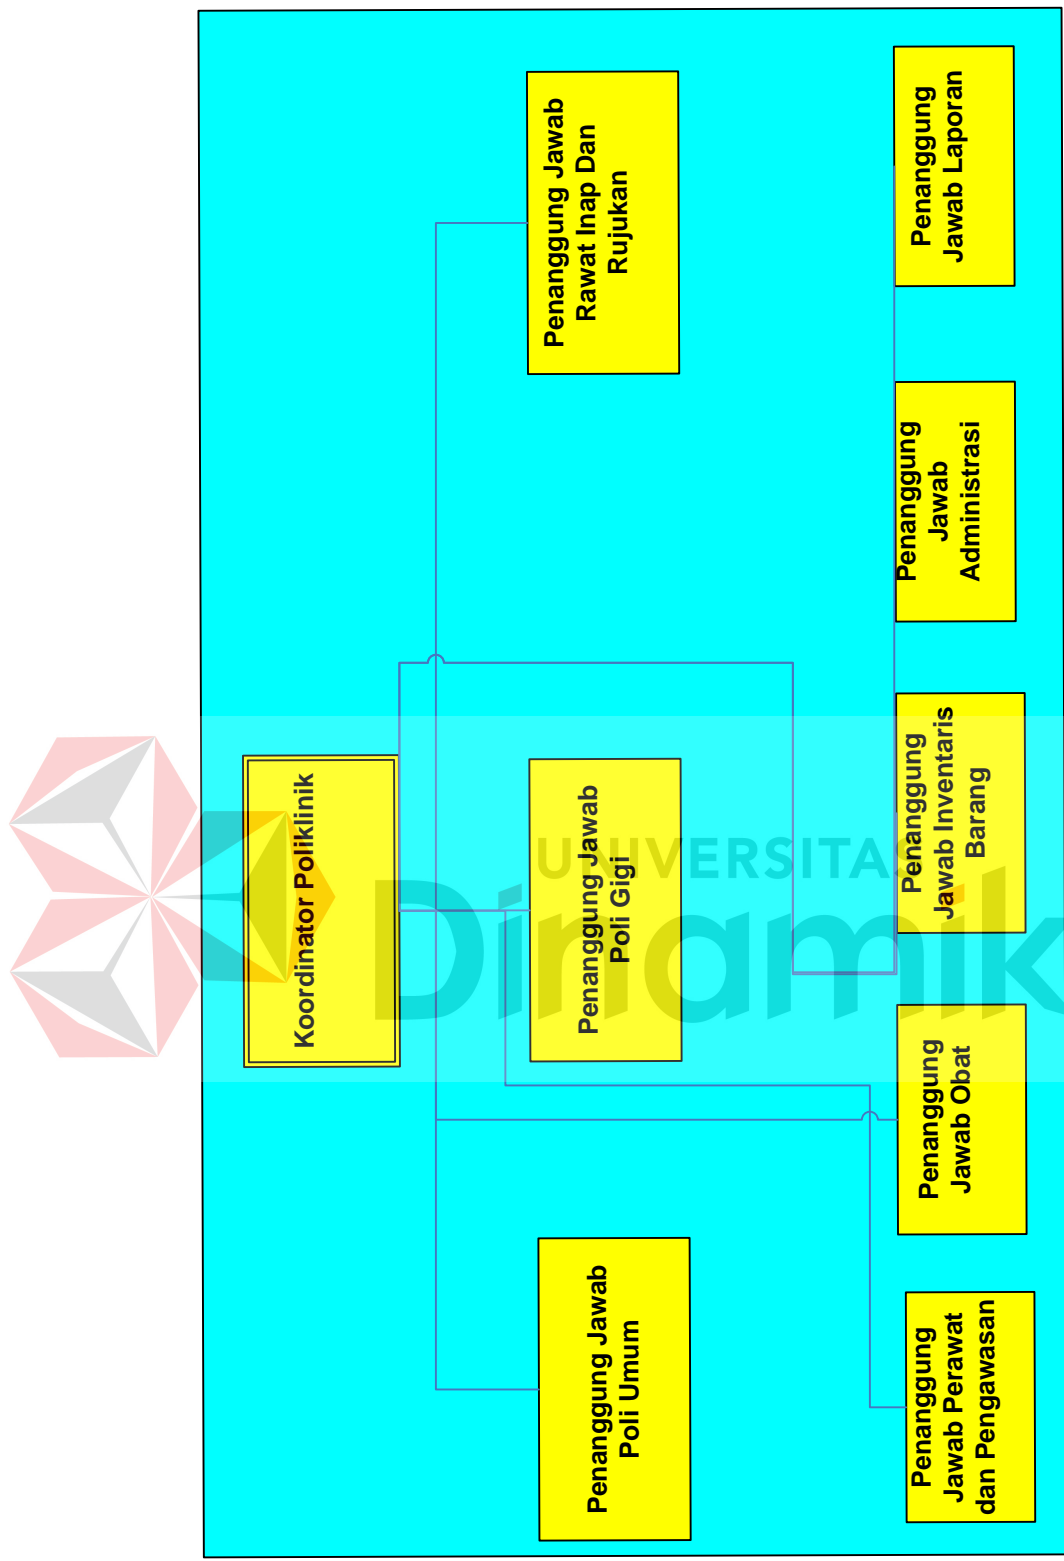 Koordinator Poliklinik
Penanggung Jawab
Poli Umum
Penanggung Jawab
Poli Gigi
Penanggung Jawab
Rawat Inap Dan
Rujukan
Penanggung
Jawab Perawat
dan Pengawasan
Penanggung
Jawab Obat
Penanggung
Jawab Inventaris
Barang
Penanggung
Jawab
Administrasi
Penanggung
Jawab Laporan
UNIVERSITAS
Dinamik